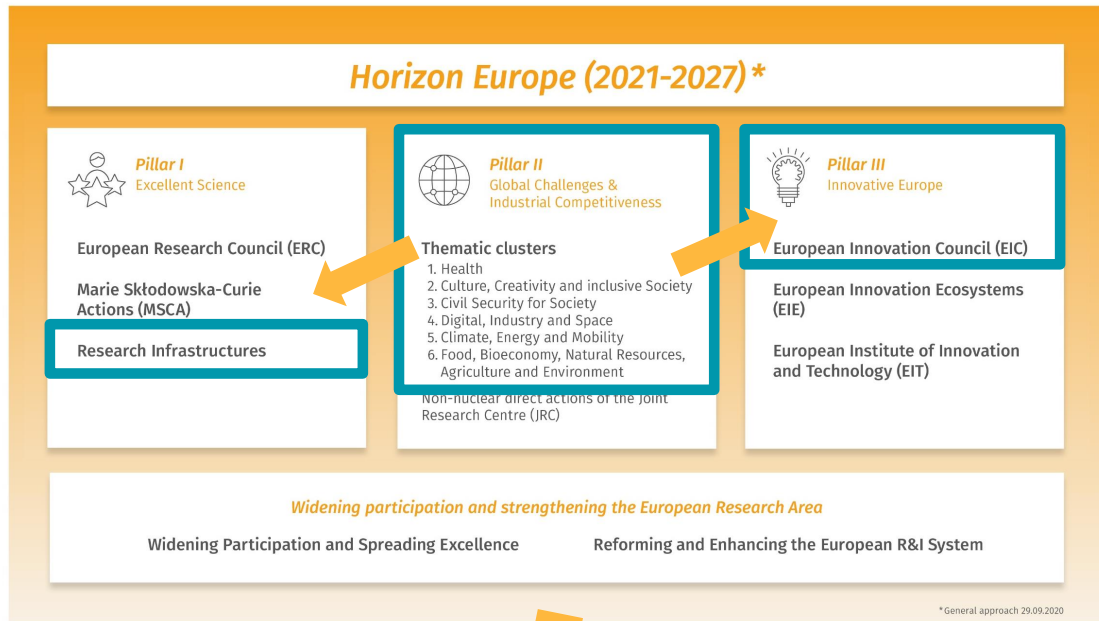 Horizon Europe (2021-2027)*
Pillar I
Excellent Science
European Research Council (ERC)
Marie Skłodowska-Curie
Actions (MSCA)
Research Infrastructures
Pillar II
Global Challenges &
Industrial Competitiveness
Thematic clusters
1. Health
2. Culture, Creativity and inclusive Society
3. Civil Security for Society
4. Digital, Industry and Space
5. Climate, Energy and Mobility
6. Food, Bioeconomy, Natural Resources,
Agriculture and Environment
Non-nuclear direct actions of the Joint
Research Centre (JRC)
Pillar III
Innovative Europe
European Innovation Council (EIC)
European Innovation Ecosystems
(EIE)
European Institute of Innovation
and Technology (EIT)
Widening participation and strengthening the European Research Area
Widening Participation and Spreading Excellence
Reforming and Enhancing the European R&I System
*General approach 29.09.2020